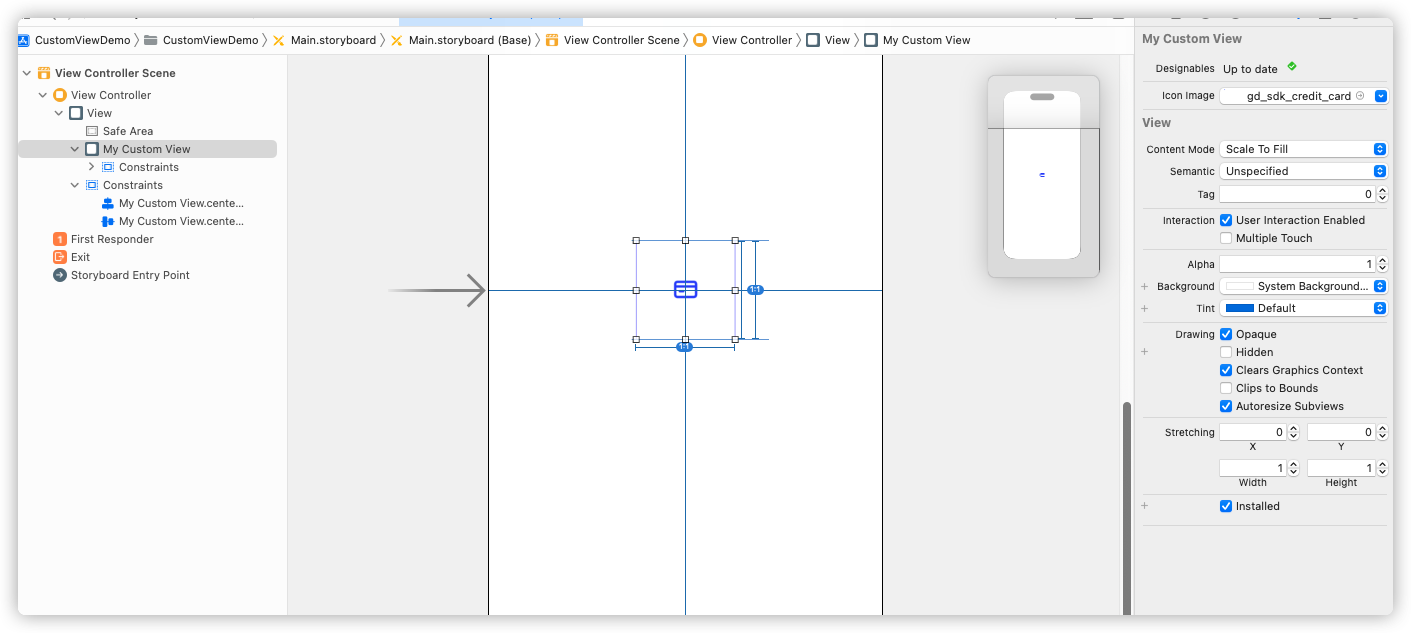 CustomViewDemo CustomViewDemo Main.storyboard Main.storyboard (Base) View Controller Scene View Controller View My Custom View
View Controller Scene
View Controller
View
Safe Area
My Custom View
Constraints
Constraints
My Custom View.cente...
My Custom View.cente...
First Responder
Exit
Storyboard Entry Point
1:1
1:1
My Custom View
Designables Up to date
Icon Image gd_sdk_credit_card
View
Content Mode Scale To Fill
Semantic Unspecified
Tag 0
Interaction User Interaction Enabled
Multiple Touch
Alpha 1
+ Background System Background...
+ Tint Default
Drawing Opaque
+ Hidden
Clears Graphics Context
Clips to Bounds
Autoresize Subviews
Stretching 0 0
X Y
1 1
Width Height
+ Installed